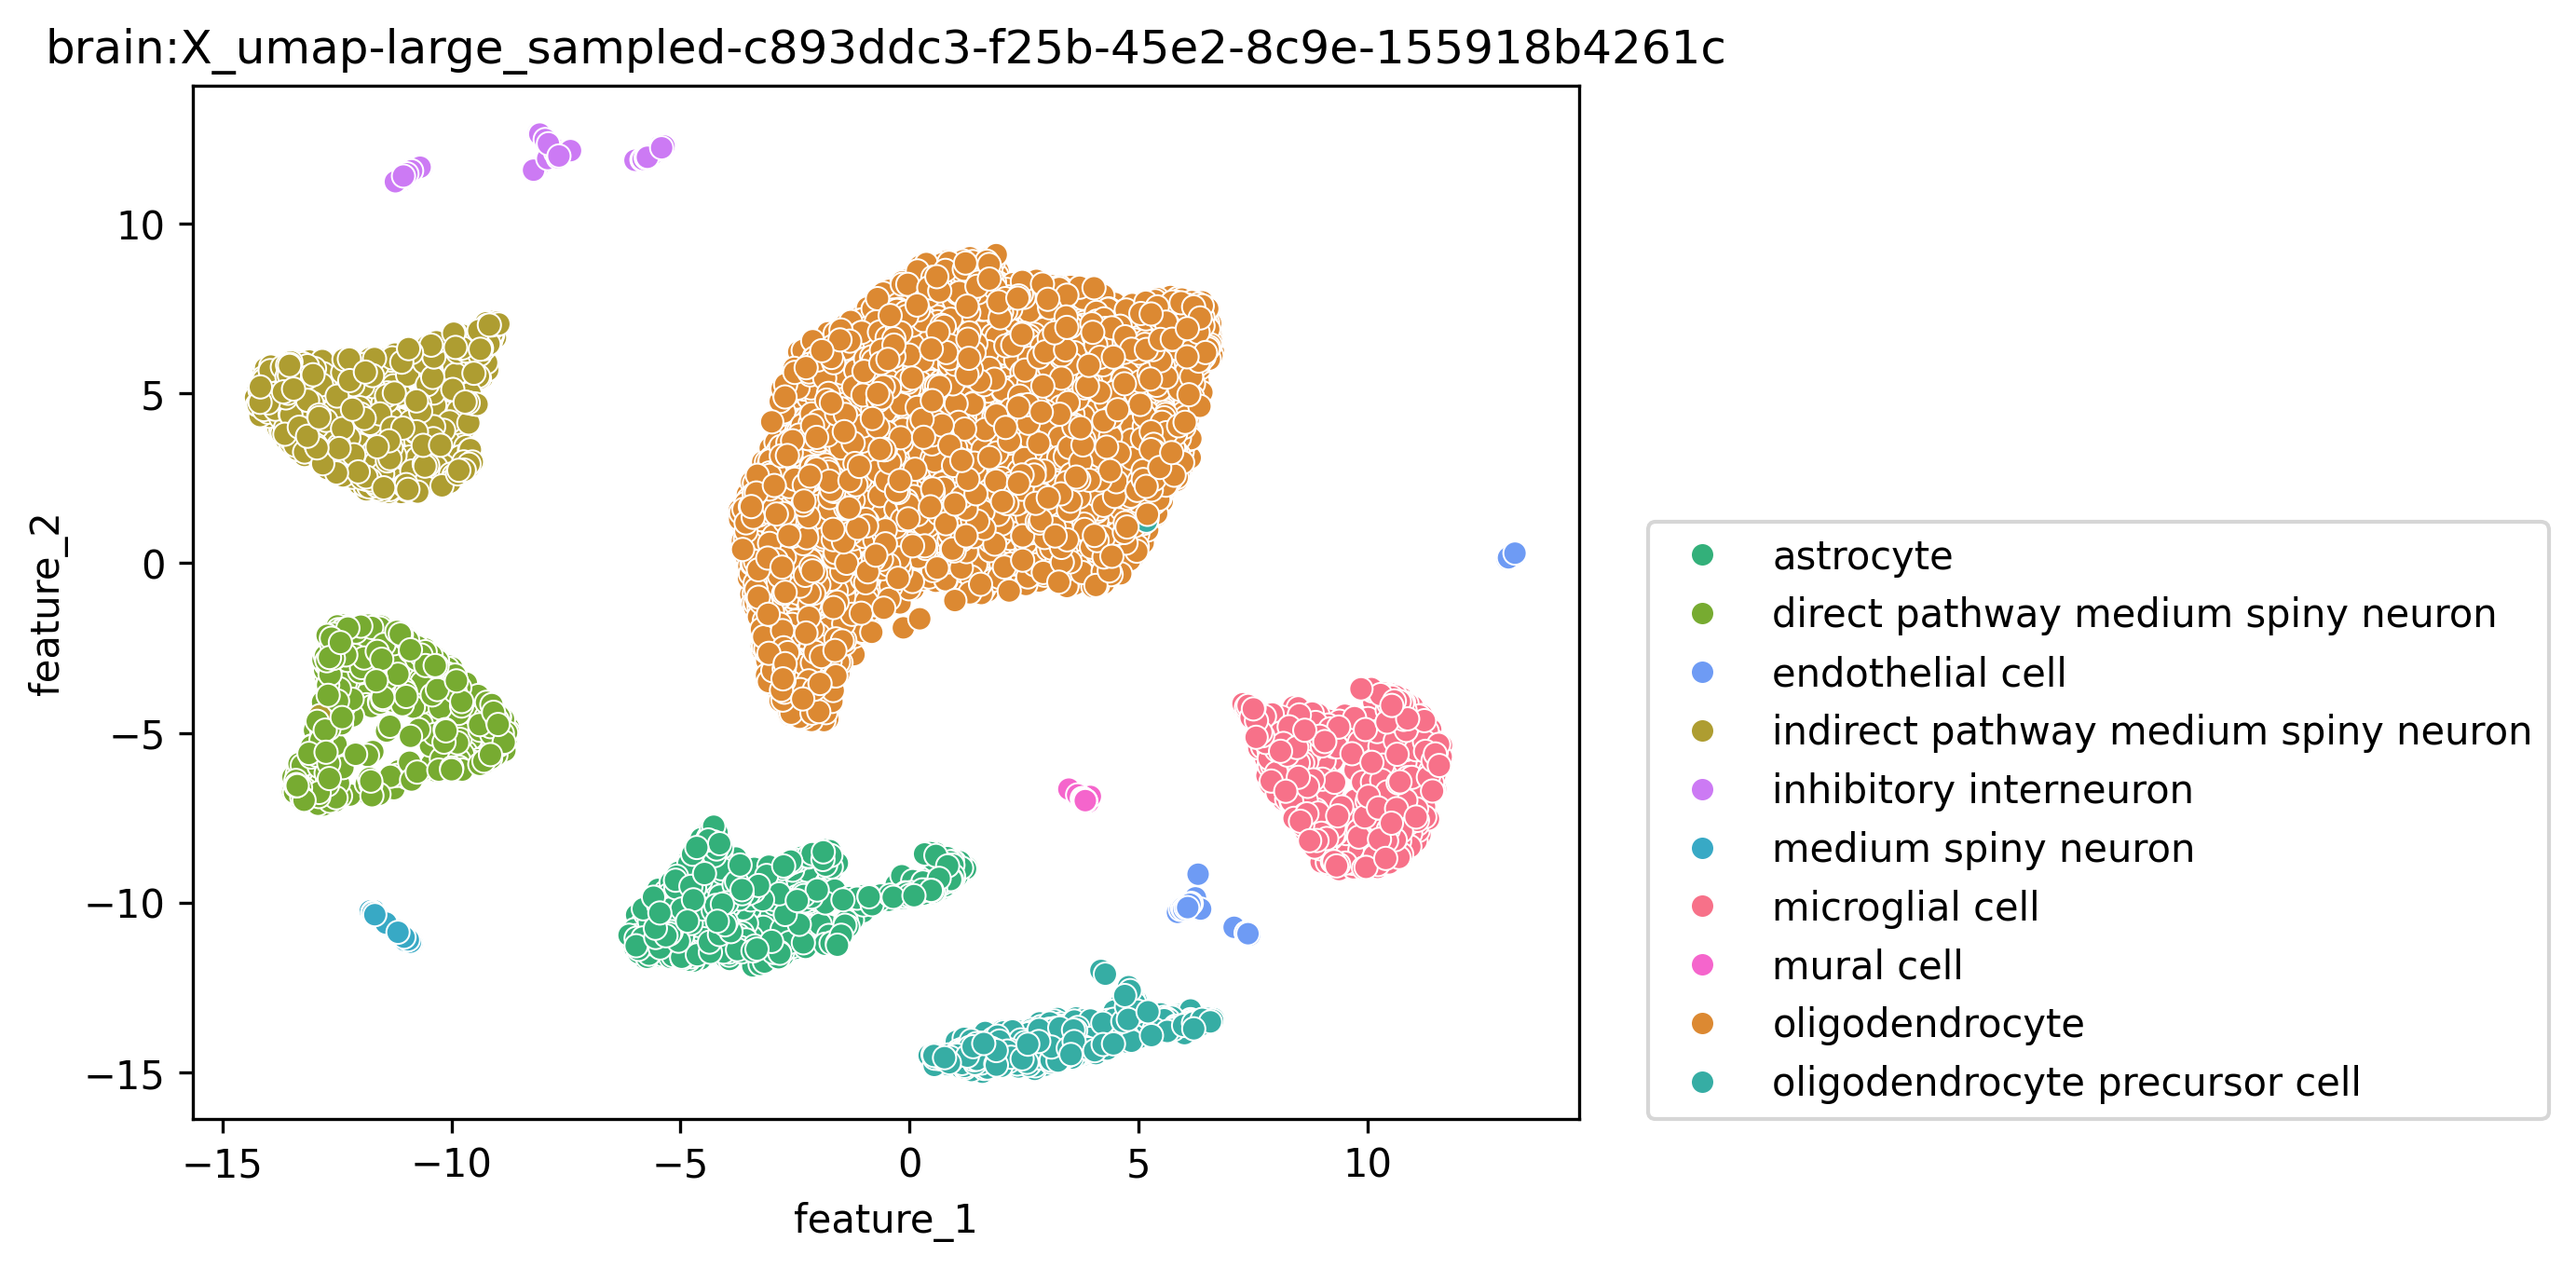 brain:X_umap-large_sampled-c893ddc3-f25b-45e2-8c9e-155918b4261c
feature_2
10
5
0
−5
−10
−15
−15
−10
−5
0
5
10
feature_1
astrocyte
direct pathway medium spiny neuron
endothelial cell
indirect pathway medium spiny neuron
inhibitory interneuron
medium spiny neuron
microglial cell
mural cell
oligodendrocyte
oligodendrocyte precursor cell